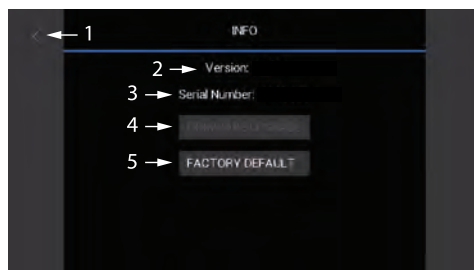 INFO
1
2 Version:
3 Serial Number:
4
5 FACTORY DEFAULT